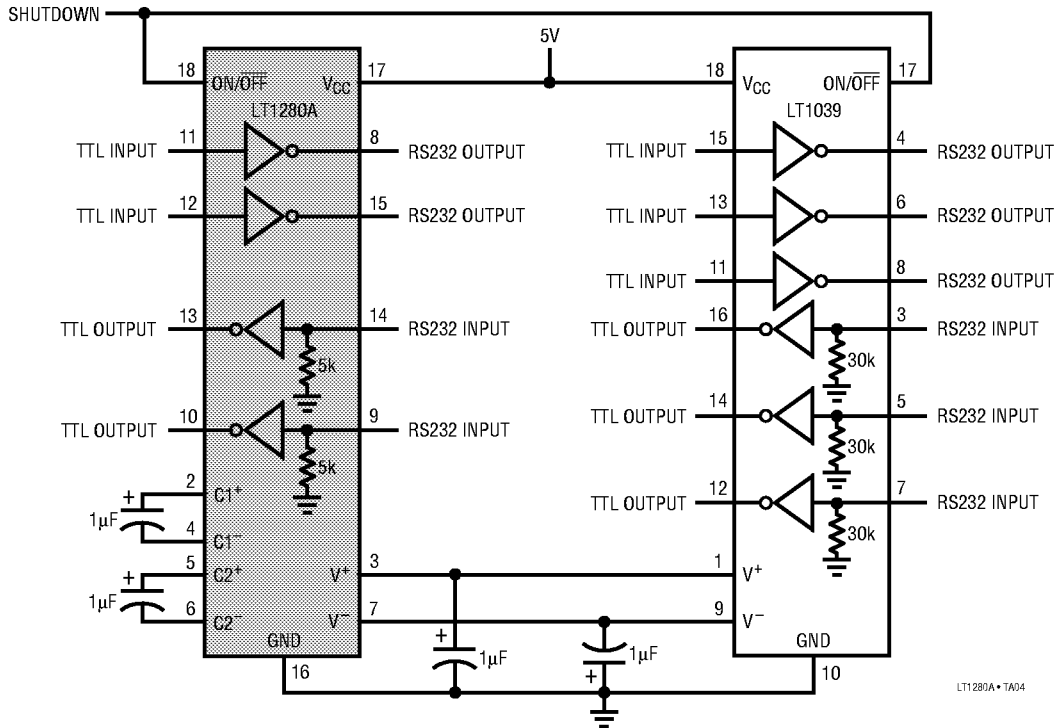 SHUTDOWN
5V
18 ON/OFF VCC 17
LT1280A
TTL INPUT 11 8 RS232 OUTPUT
TTL INPUT 12 15 RS232 OUTPUT
TTL OUTPUT 13 14 RS232 INPUT
5k
TTL OUTPUT 10 9 RS232 INPUT
5k
2 C1+
+
1µF
4 C1−
5 C2+
+
1µF
6 C2−
V+ 3
V− 7
GND
16
+
1µF
1µF
+
18 VCC ON/OFF 17
LT1039
TTL INPUT 15 4 RS232 OUTPUT
TTL INPUT 13 6 RS232 OUTPUT
TTL INPUT 11 8 RS232 OUTPUT
TTL OUTPUT 16 3 RS232 INPUT
30k
TTL OUTPUT 14 5 RS232 INPUT
30k
TTL OUTPUT 12 7 RS232 INPUT
30k
1 V+
9 V−
GND
10
LT1280A • TA04